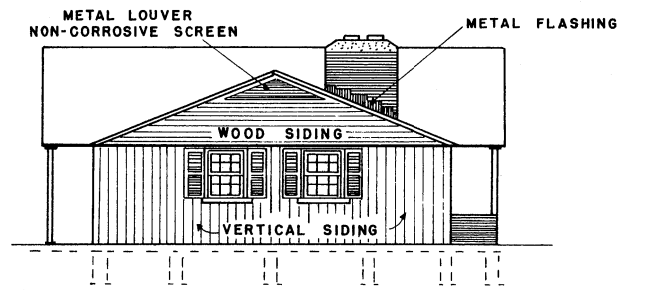 METAL LOUVER
NON-CORROSIVE SCREEN
METAL FLASHING
WOOD SIDING
VERTICAL SIDING